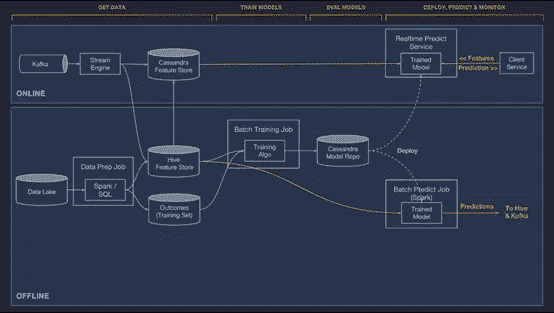 GET DATA
TRAIN MODELS
EVAL MODELS
DEPLOY, PREDICT & MONITOR
Kafka
Stream
Engine
Cassandra
Feature Store
Realtime Predict
Service
Trained
Model
<< Features
Prediction >>
Client
Service
ONLINE
Data Lake
Data Prep Job
Spark /
SQL
Hive
Feature Store
Outcomes
(Training Set)
Batch Training Job
Training
Algo
Cassandra
Model Repo
Deploy
Batch Predict Job
(Spark)
Trained
Model
Predictions
To Hive
& Kafka
OFFLINE